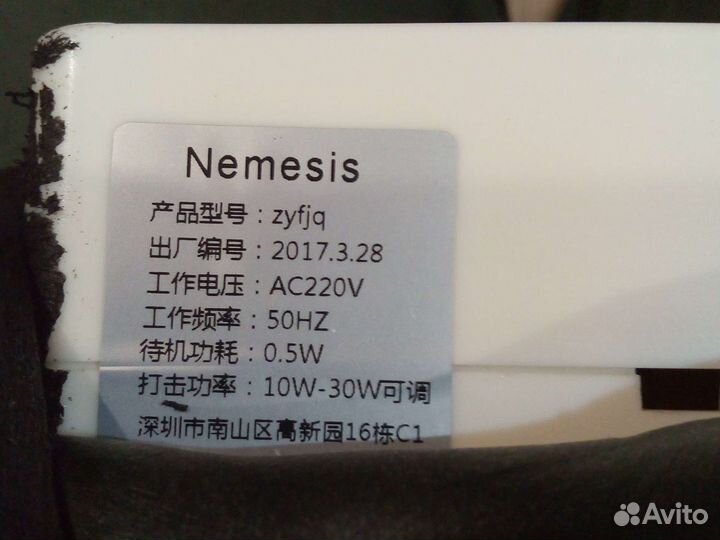 Nemesis
产品型号：zyfjq
出厂编号：2017.3.28
工作电压：AC220V
工作频率：50HZ
待机功耗：0.5W
打击功率：10W-30W可调
深圳市南山区高新园16栋C1
Avito